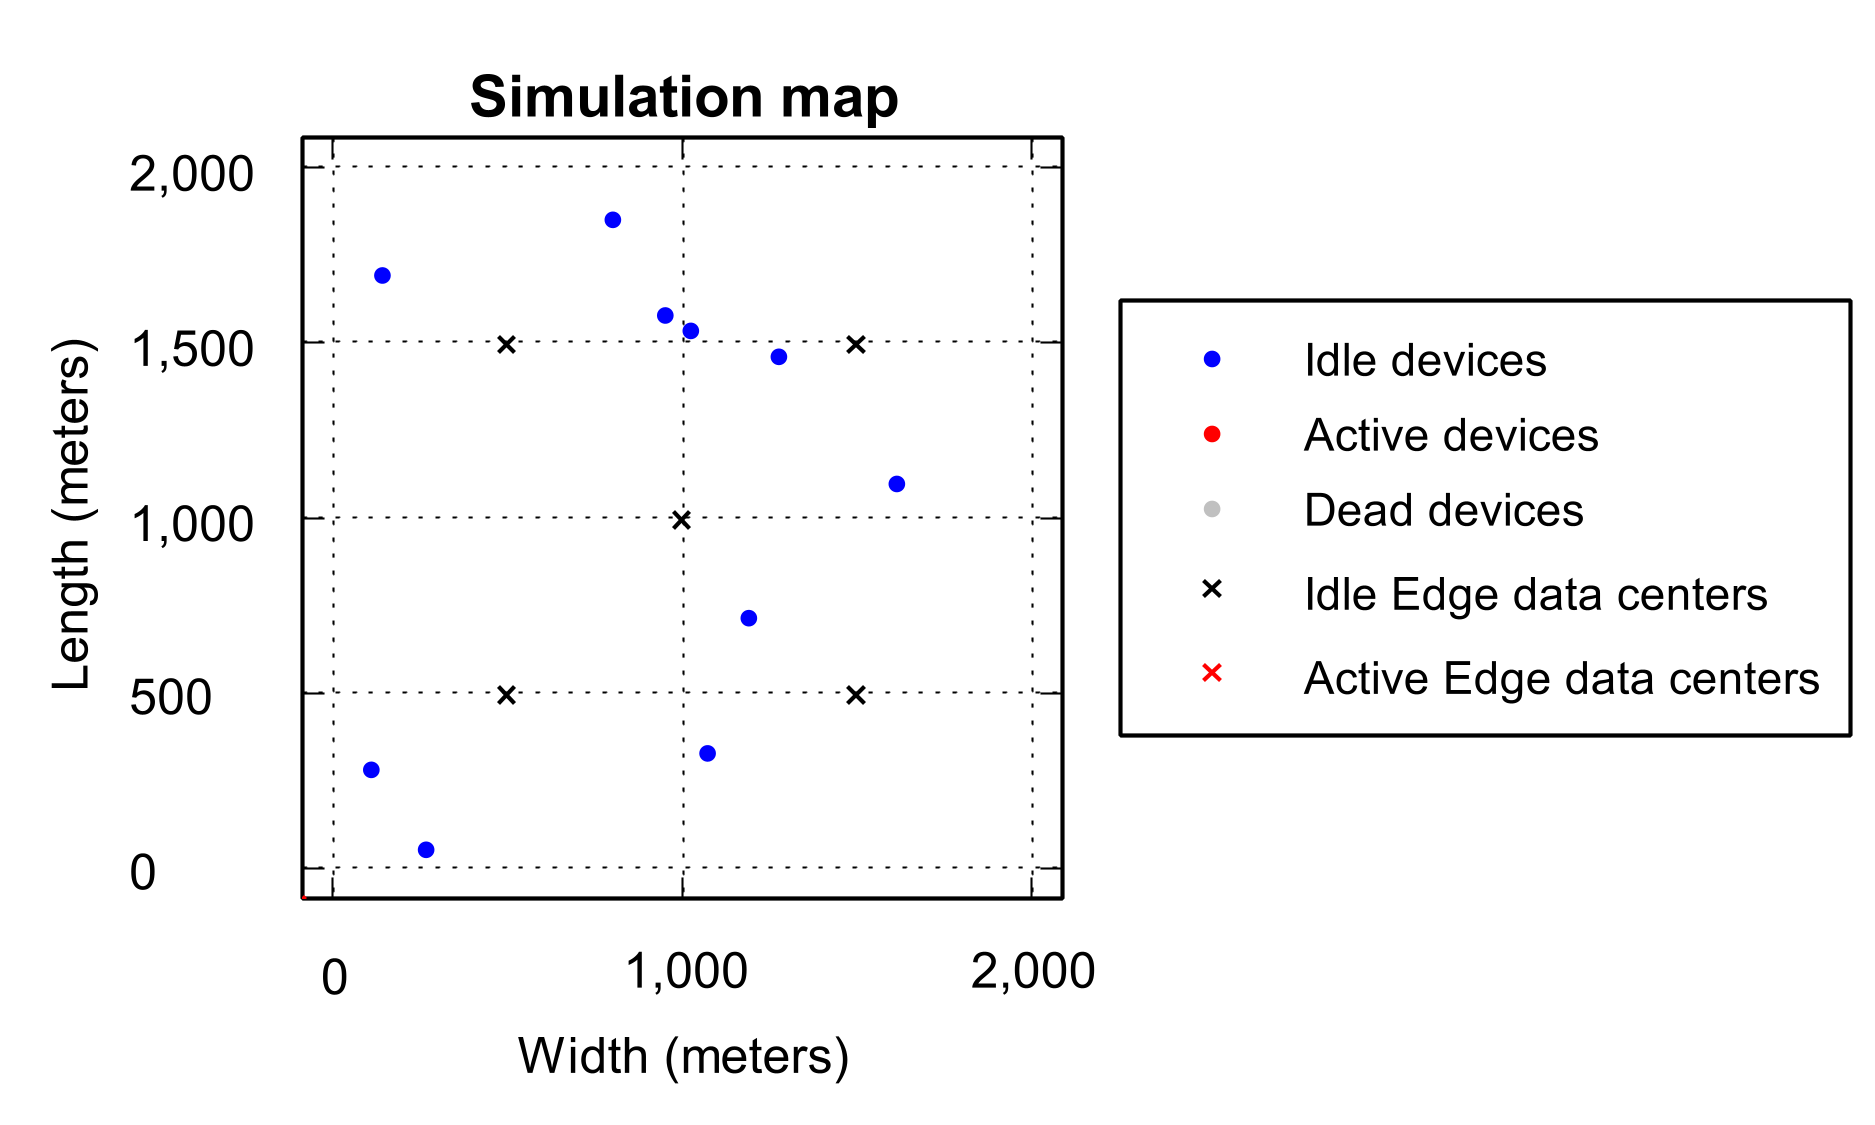 Simulation map
2,000
1,500
1,000
500
0
Length (meters)
0
1,000
2,000
Width (meters)
Idle devices
Active devices
Dead devices
Idle Edge data centers
Active Edge data centers